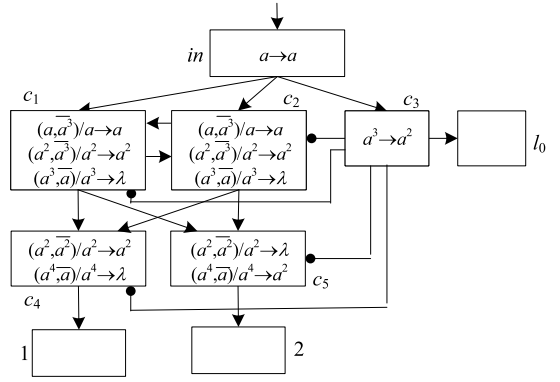 in
a→a
c₁
c₂
c₃
(a,a̅³)/a→a
(a²,a̅³)/a²→a²
(a³,a̅)/a³→λ
(a,a̅³)/a→a
(a²,a̅³)/a²→a²
(a³,a̅)/a³→λ
a³→a²
l₀
(a²,a̅²)/a²→a²
(a⁴,a̅)/a⁴→λ
c₄
(a²,a̅²)/a²→λ
(a⁴,a̅)/a⁴→a²
c₅
1
2